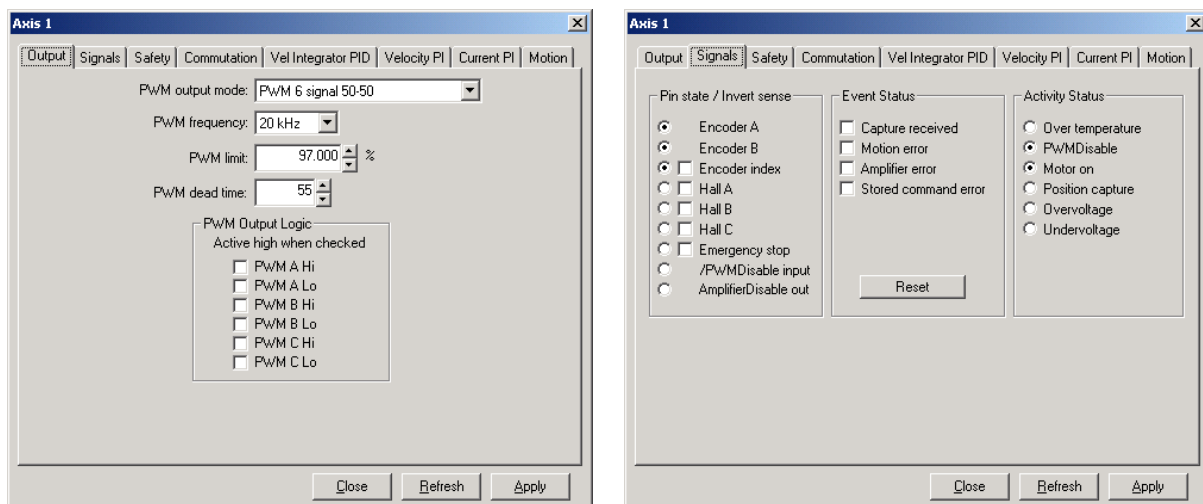 Axis 1
Output Signals Safety Commutation Vel Integrator PID Velocity PI Current PI Motion
PWM output mode: PWM 6 signal 50-50
PWM frequency: 20 kHz
PWM limit: 97.000 %
PWM dead time: 55
PWM Output Logic
Active high when checked
PWM A Hi
PWM A Lo
PWM B Hi
PWM B Lo
PWM C Hi
PWM C Lo
Close Refresh Apply
Axis 1
Output Signals Safety Commutation Vel Integrator PID Velocity PI Current PI Motion
Pin state / Invert sense
Encoder A
Encoder B
Encoder index
Hall A
Hall B
Hall C
Emergency stop
/PWMDisable input
AmplifierDisable out
Event Status
Capture received
Motion error
Amplifier error
Stored command error
Reset
Activity Status
Over temperature
PWMDisable
Motor on
Position capture
Overvoltage
Undervoltage
Close Refresh Apply